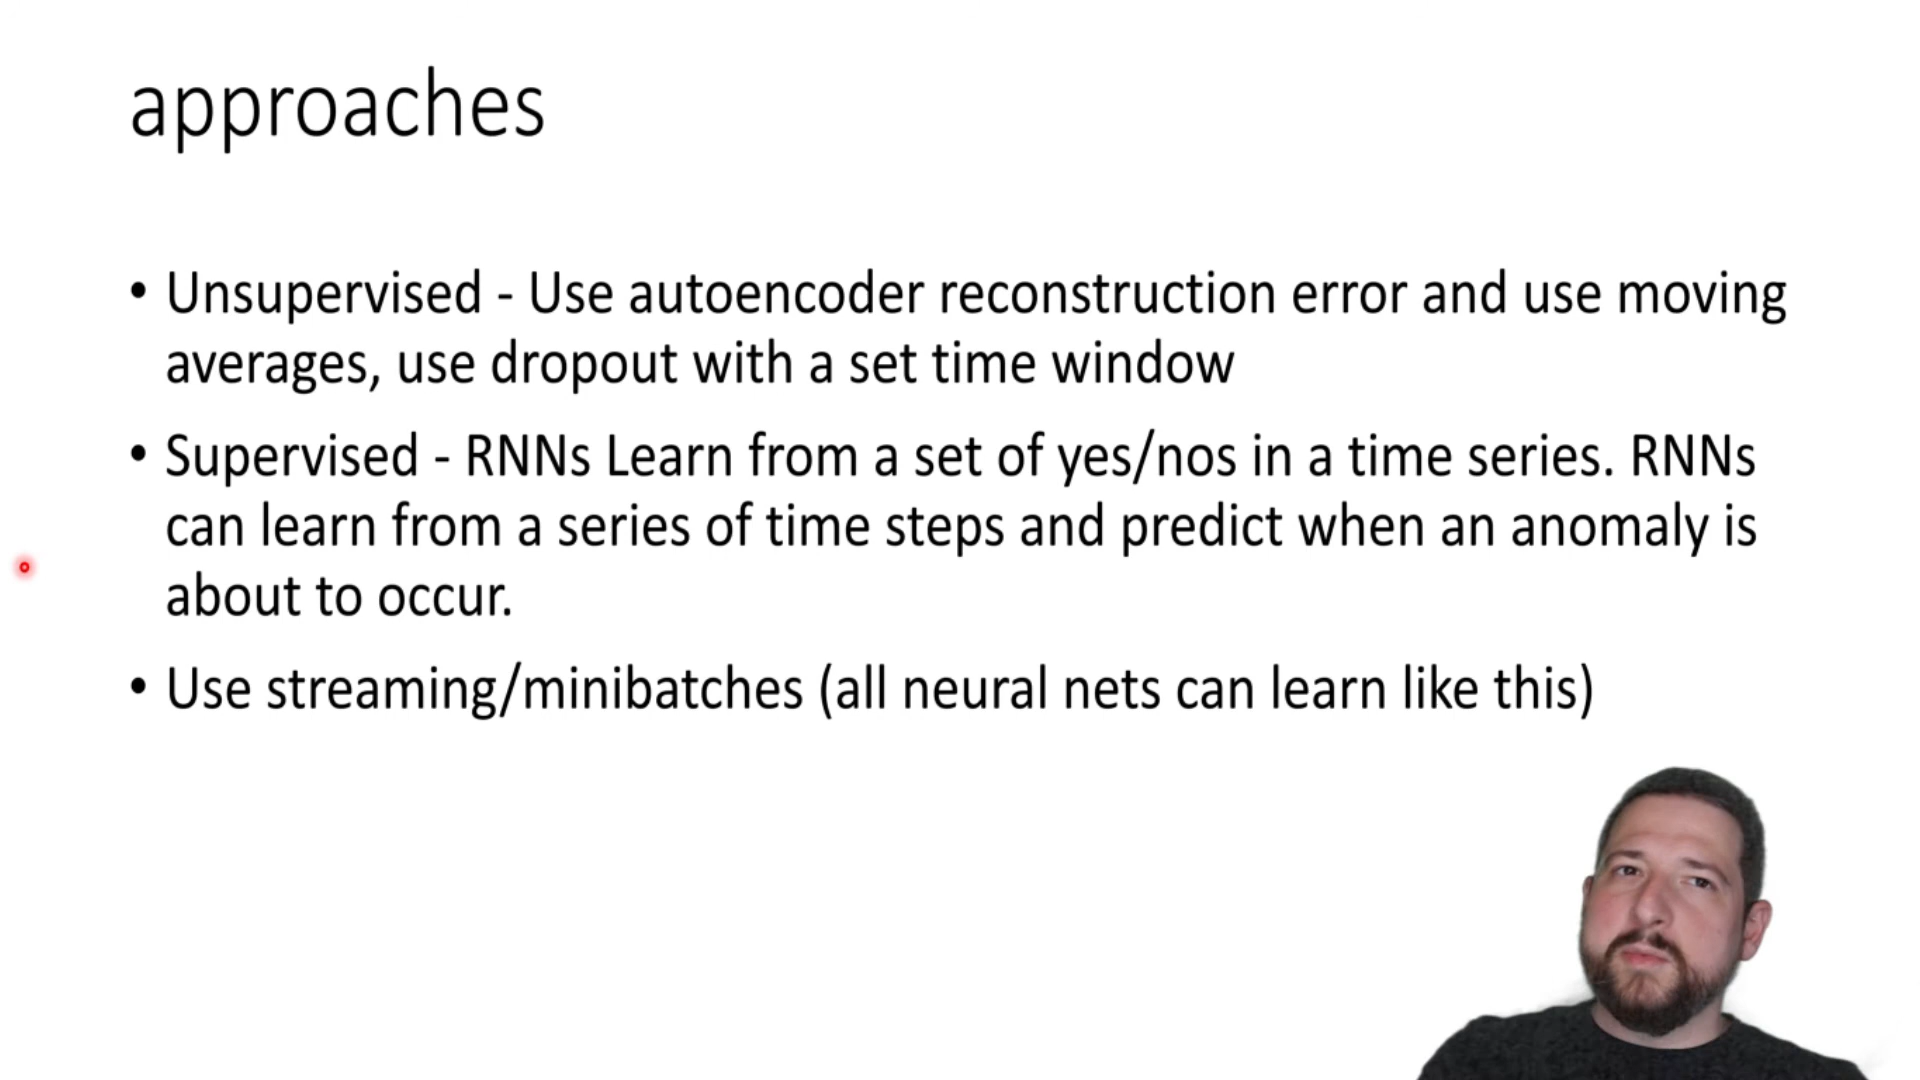 approaches
• Unsupervised - Use autoencoder reconstruction error and use moving
averages, use dropout with a set time window
• Supervised - RNNs Learn from a set of yes/nos in a time series. RNNs
can learn from a series of time steps and predict when an anomaly is
about to occur.
• Use streaming/minibatches (all neural nets can learn like this)